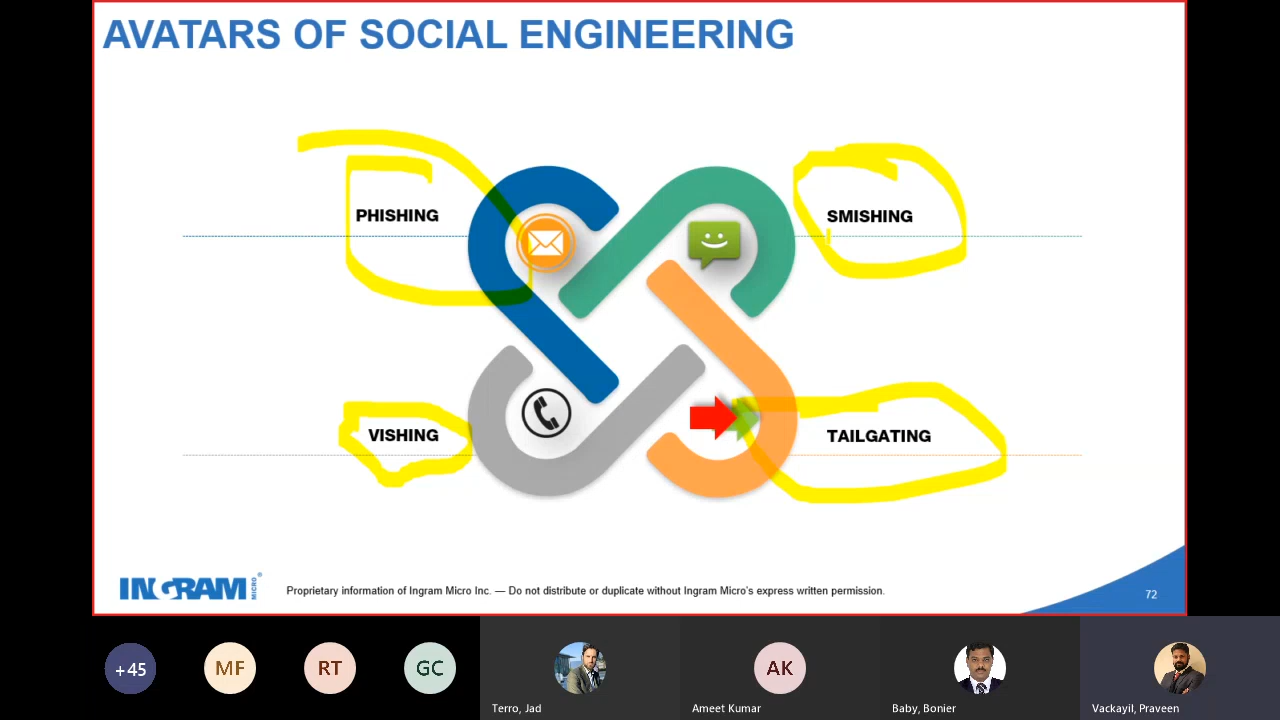 AVATARS OF SOCIAL ENGINEERING
PHISHING
SMISHING
VISHING
TAILGATING
INGRAM MICRO ®
Proprietary information of Ingram Micro Inc. — Do not distribute or duplicate without Ingram Micro's express written permission.
72
+45
MF
RT
GC
AK
Terro, Jad
Ameet Kumar
Baby, Bonier
Vackayil, Praveen